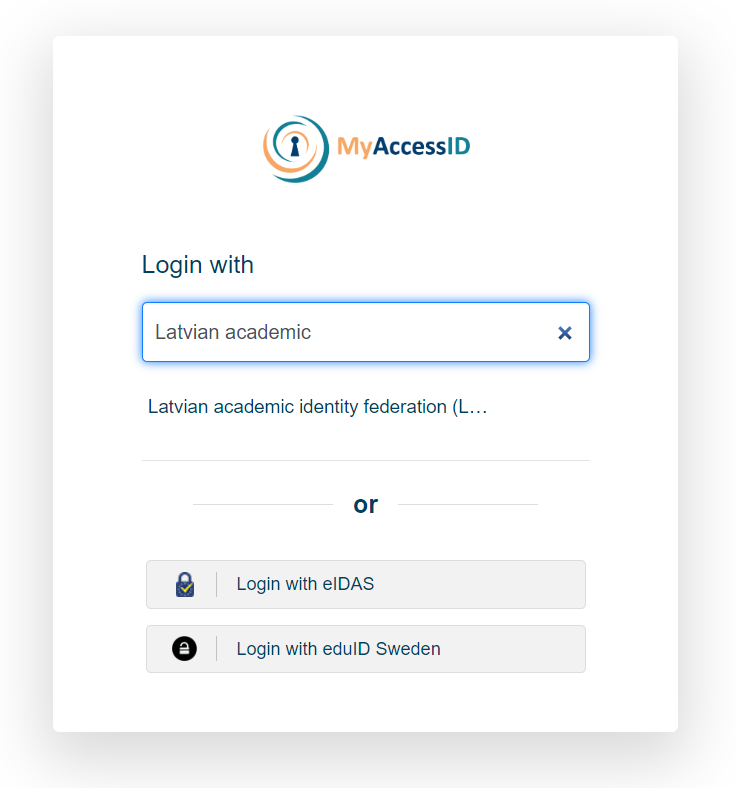 MyAccessID
Login with
Latvian academic
Latvian academic identity federation (L…
or
Login with eIDAS
Login with eduID Sweden